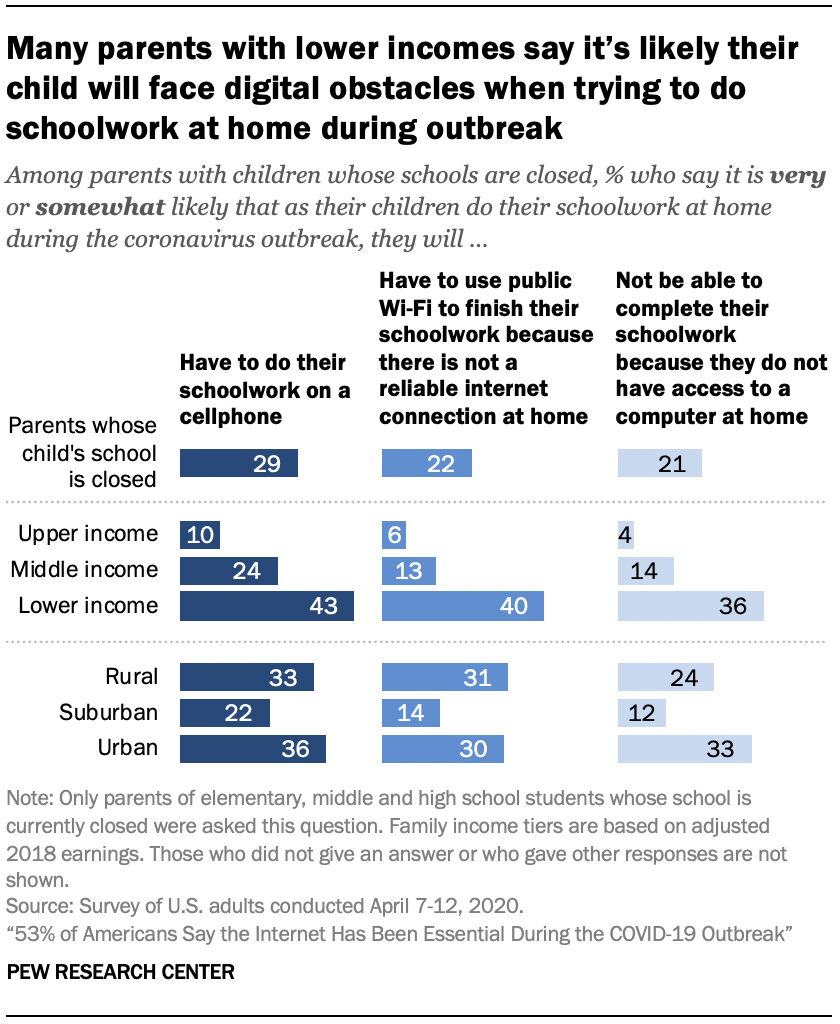 Many parents with lower incomes say it’s likely their
child will face digital obstacles when trying to do
schoolwork at home during outbreak
Among parents with children whose schools are closed, % who say it is very
or somewhat likely that as their children do their schoolwork at home
during the coronavirus outbreak, they will ...
Have to do their
schoolwork on a
cellphone
Have to use public
Wi-Fi to finish their
schoolwork because
there is not a
reliable internet
connection at home
Not be able to
complete their
schoolwork
because they do not
have access to a
computer at home
Parents whose
child's school
is closed
29 22 21
Upper income 10 6 4
Middle income 24 13 14
Lower income 43 40 36
Rural 33 31 24
Suburban 22 14 12
Urban 36 30 33
Note: Only parents of elementary, middle and high school students whose school is
currently closed were asked this question. Family income tiers are based on adjusted
2018 earnings. Those who did not give an answer or who gave other responses are not
shown.
Source: Survey of U.S. adults conducted April 7-12, 2020.
“53% of Americans Say the Internet Has Been Essential During the COVID-19 Outbreak”
PEW RESEARCH CENTER